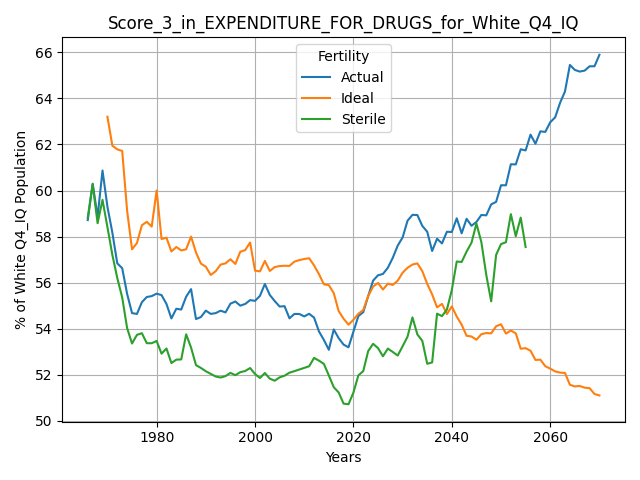 Score_3_in_EXPENDITURE_FOR_DRUGS_for_White_Q4_IQ
Fertility
Actual
Ideal
Sterile
% of White Q4_IQ Population
66
64
62
60
58
56
54
52
50
1980
2000
2020
2040
2060
Years